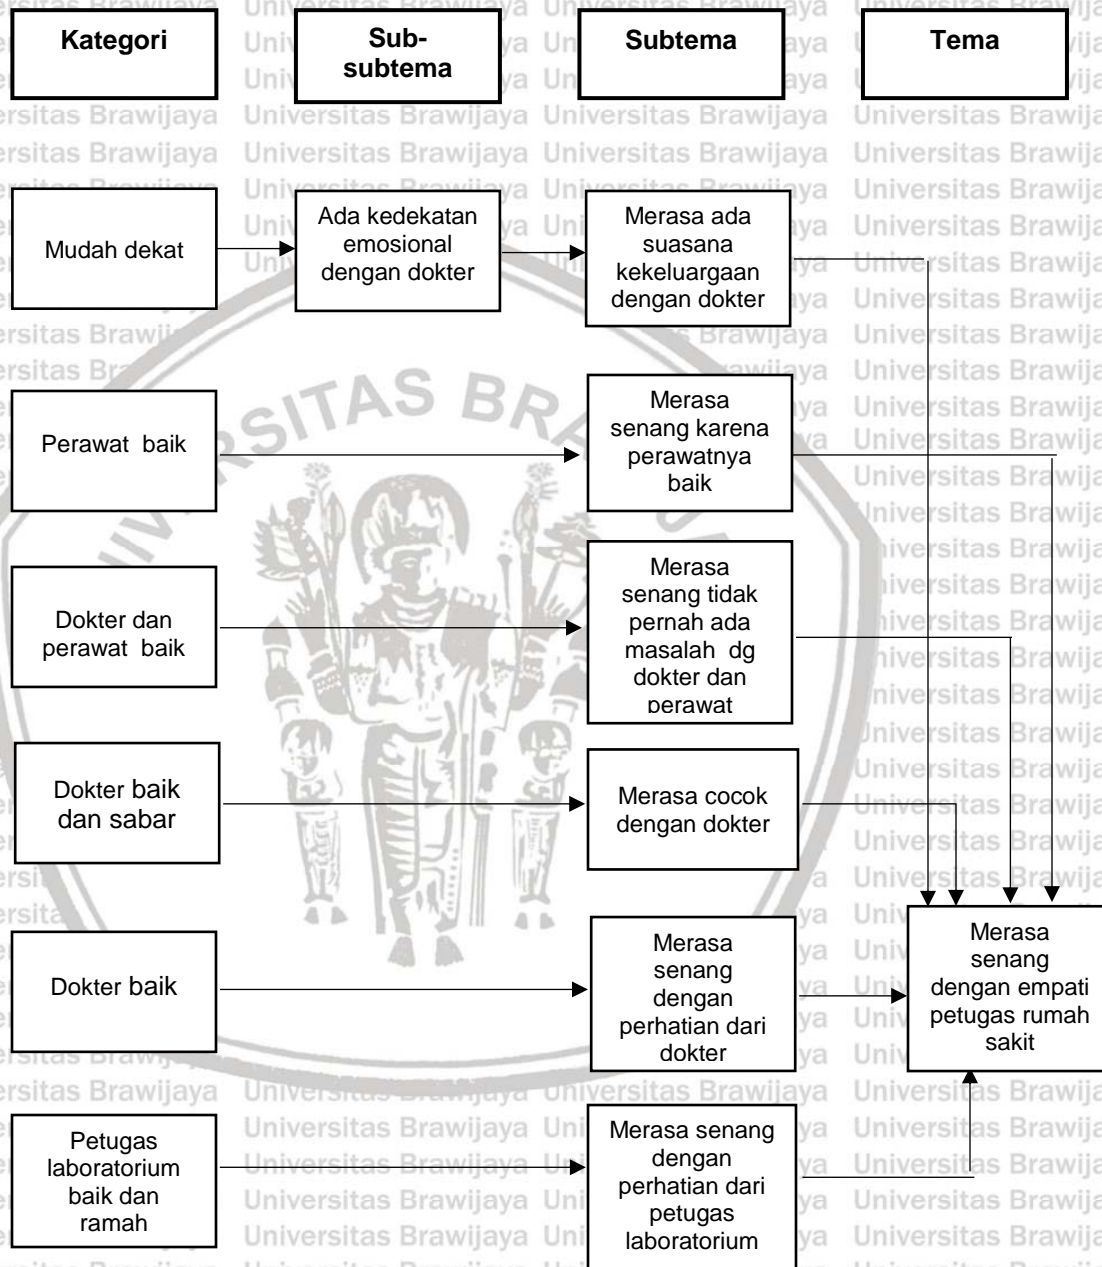 Kategori
Sub-
subtema
Subtema
Tema
Mudah dekat
Ada kedekatan
emosional
dengan dokter
Merasa ada
suasana
kekeluargaan
dengan dokter
Perawat baik
Merasa
senang karena
perawatnya
baik
Dokter dan
perawat baik
Merasa
senang tidak
pernah ada
masalah dg
dokter dan
perawat
Dokter baik
dan sabar
Merasa cocok
dengan dokter
Dokter baik
Merasa
senang
dengan
perhatian dari
dokter
Merasa
senang
dengan empati
petugas rumah
sakit
Petugas
laboratorium
baik dan
ramah
Merasa senang
dengan
perhatian dari
petugas
laboratorium